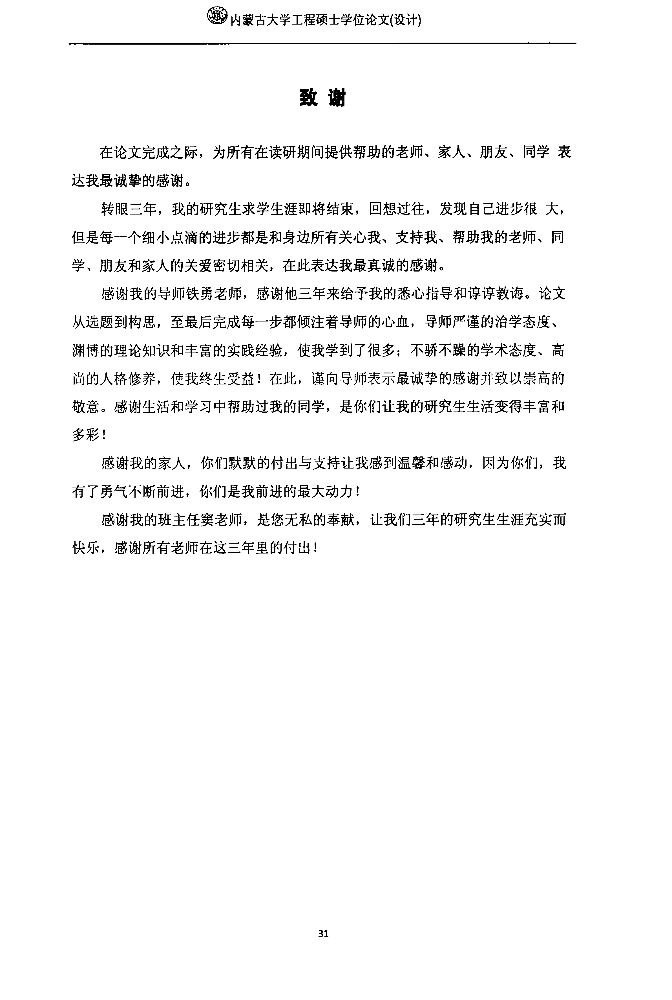 内蒙古大学工程硕士学位论文(设计)
致 谢
在论文完成之际，为所有在读研期间提供帮助的老师、家人、朋友、同学 表
达我最诚挚的感谢。
转眼三年，我的研究生求学生涯即将结束，回想过往，发现自己进步很 大，
但是每一个细小点滴的进步都是和身边所有关心我、支持我、帮助我的老师、同
学、朋友和家人的关爱密切相关，在此表达我最真诚的感谢。
感谢我的导师铁勇老师，感谢他三年来给予我的悉心指导和谆谆教诲。论文
从选题到构思，至最后完成每一步都倾注着导师的心血，导师严谨的治学态度、
渊博的理论知识和丰富的实践经验，使我学到了很多；不骄不躁的学术态度、高
尚的人格修养，使我终生受益！在此，谨向导师表示最诚挚的感谢并致以崇高的
敬意。感谢生活和学习中帮助过我的同学，是你们让我的研究生生活变得丰富和
多彩！
感谢我的家人，你们默默的付出与支持让我感到温馨和感动，因为你们，我
有了勇气不断前进，你们是我前进的最大动力！
感谢我的班主任窦老师，是您无私的奉献，让我们三年的研究生生涯充实而
快乐，感谢所有老师在这三年里的付出！
31